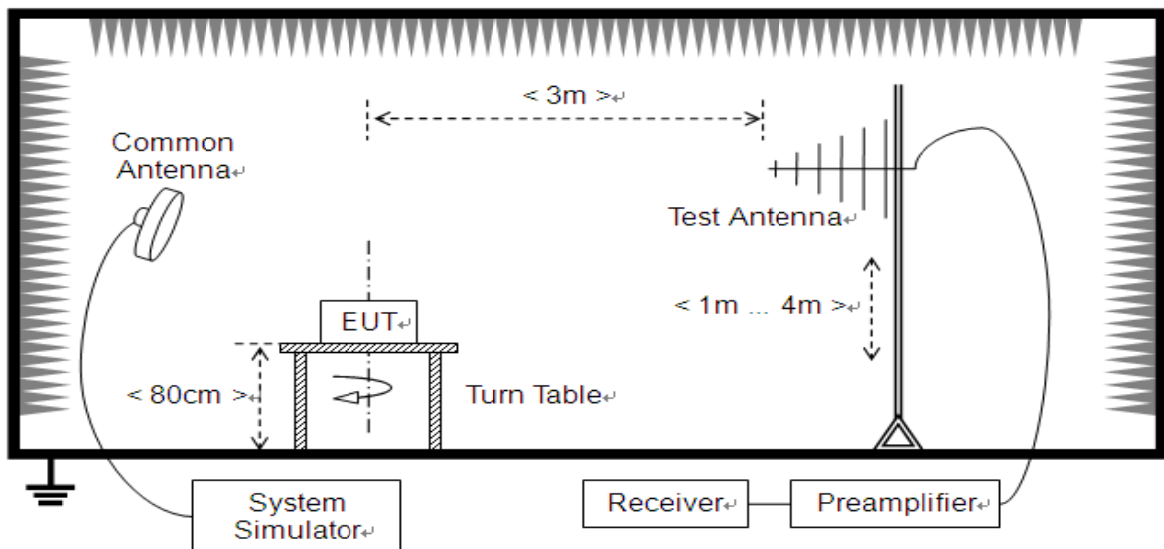 < 3m >↵
Common
Antenna↵
Test Antenna↵
< 1m ... 4m >↵
EUT↵
< 80cm >↵
Turn Table↵
System
Simulator↵
Receiver↵
Preamplifier↵